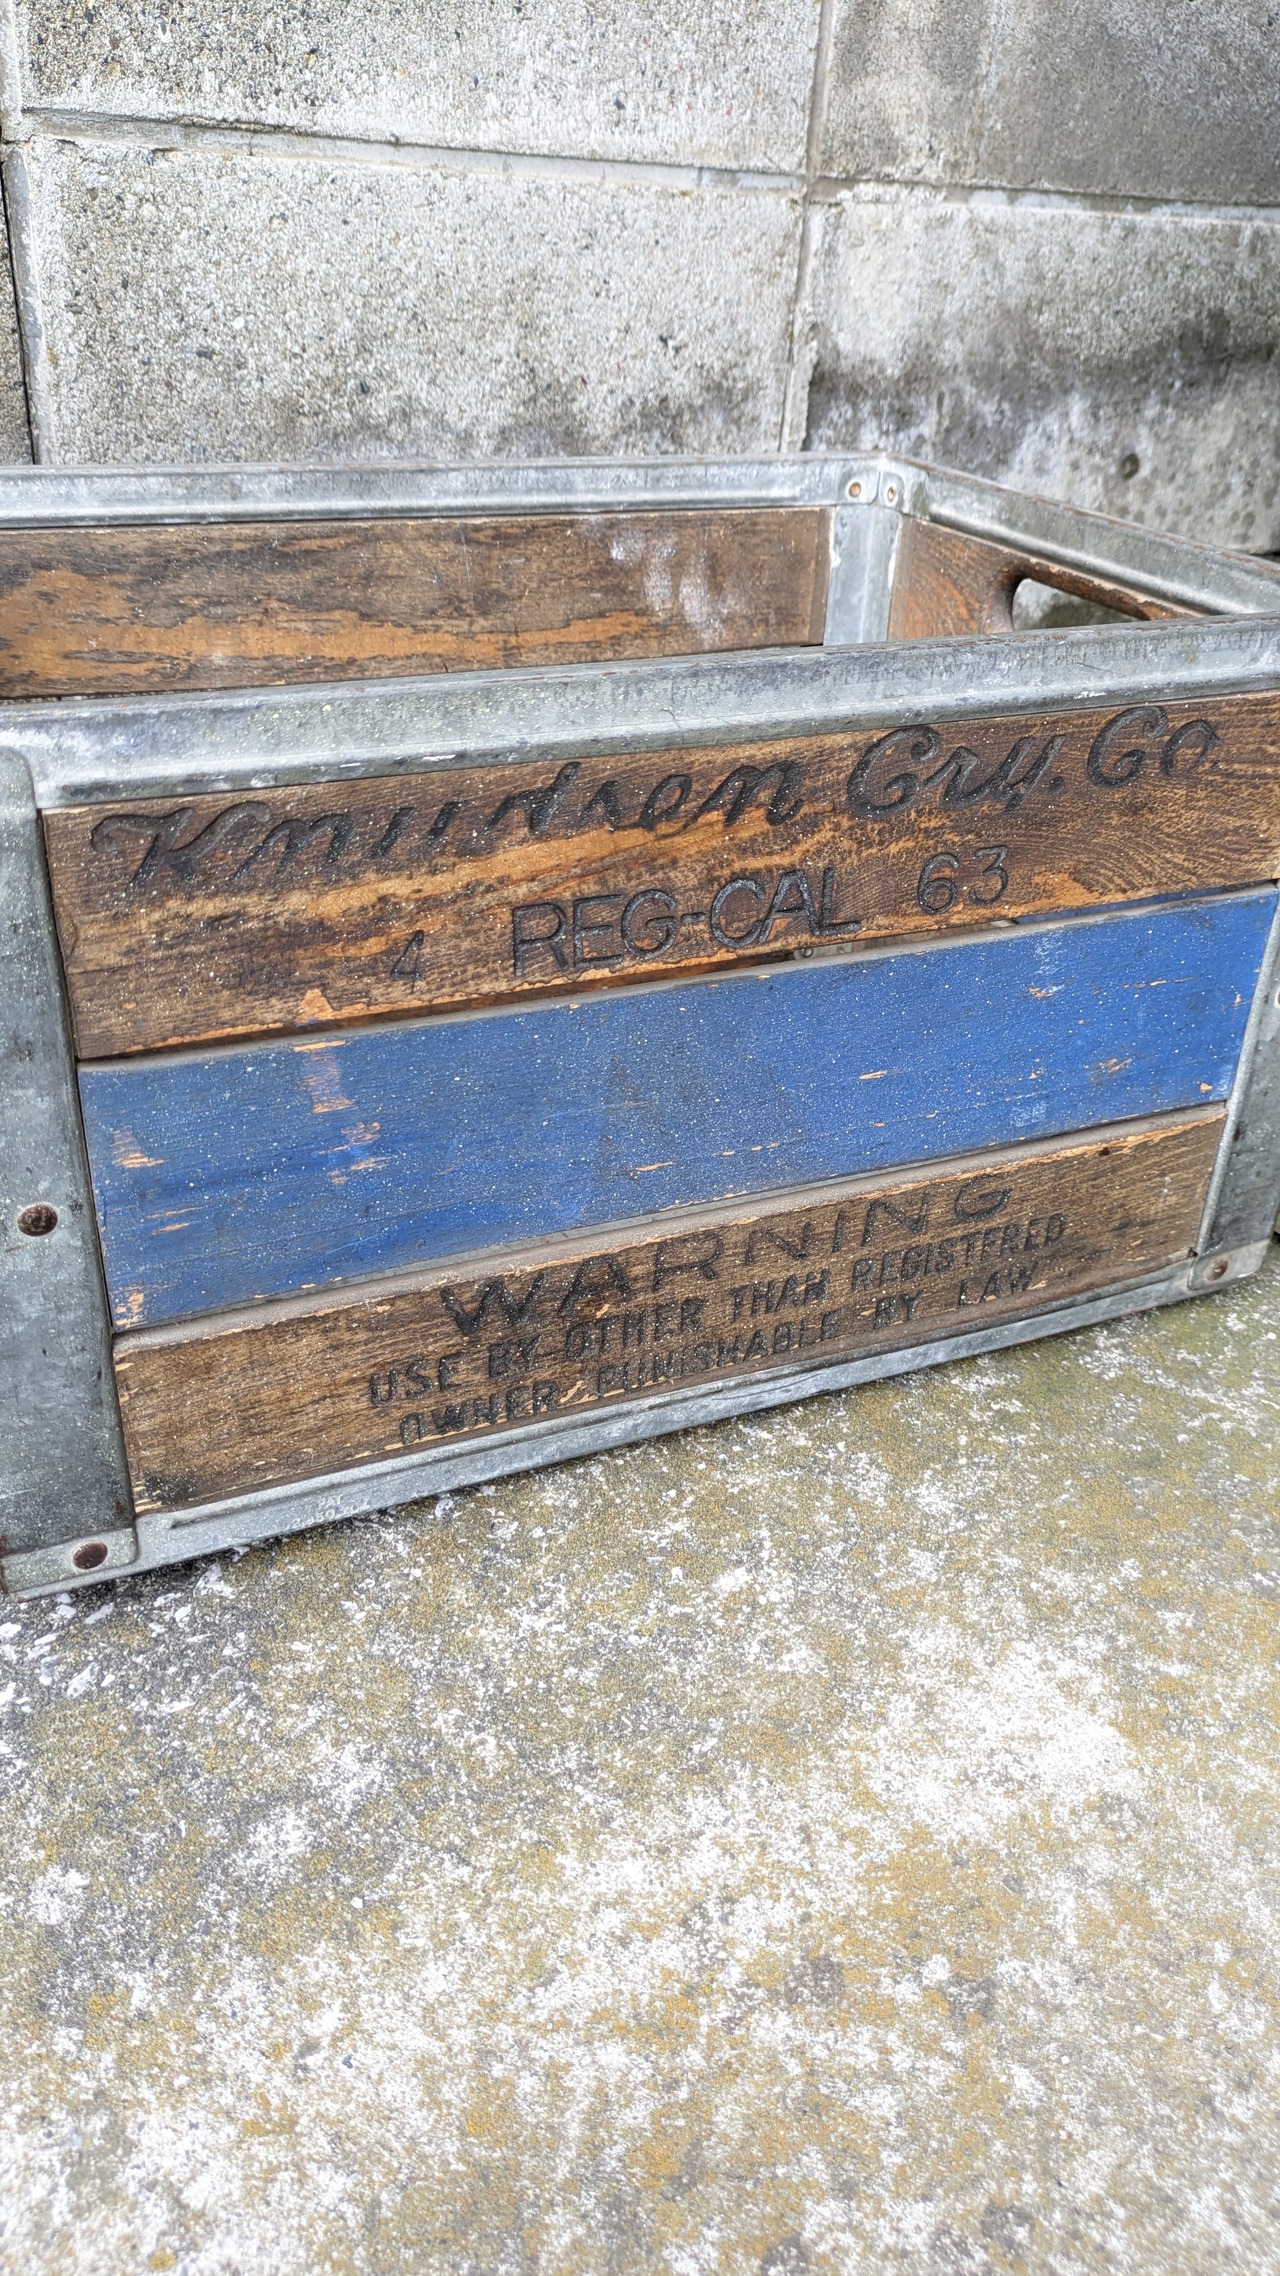 Knudsen Cry. Co.
4 REG-CAL 63
WARNING
USE BY OTHER THAN REGISTERED
OWNER PUNISHABLE BY LAW